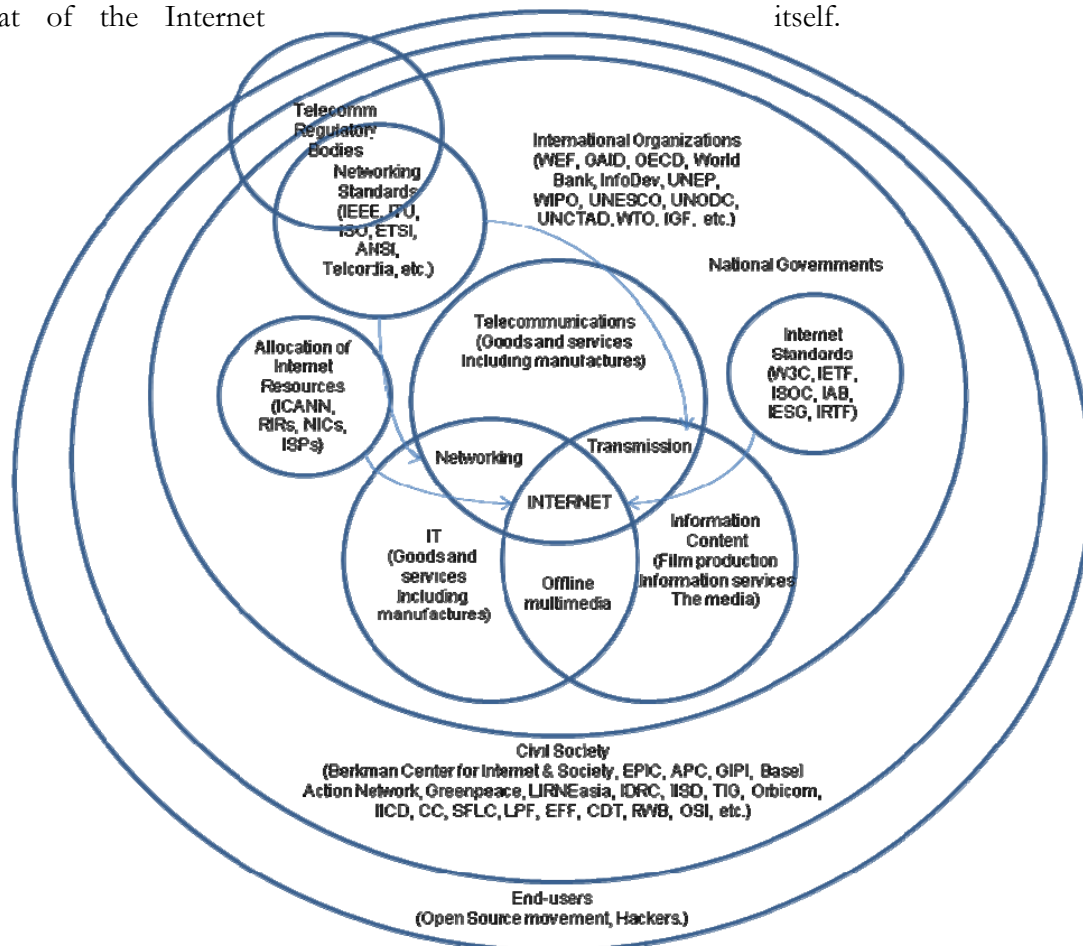 at of the Internet itself.
Telecomm
Regulatory
Bodies
Networking
Standards
(IEEE, ITU,
ISO, ETSI,
ANSI,
Telcordia, etc.)
International Organizations
(WEF, GAID, OECD, World
Bank, InfoDev, UNEP,
WIPO, UNESCO, UNODC,
UNCTAD, WTO, IGF, etc.)
National Governments
Telecommunications
(Goods and services
Including manufactures)
Allocation of
Internet
Resources
(ICANN,
RIRs, NICs,
ISPs)
Internet
Standards
(W3C, IETF,
ISOC, IAB,
IESG, IRTF)
Networking
Transmission
INTERNET
IT
(Goods and
services
Including
manufactures)
Offline
multimedia
Information
Content
(Film production
Information services
The media)
Civil Society
(Berkman Center for Internet & Society, EPIC, APC, GIPI, Basel
Action Network, Greenpeace, LIRNEasia, IDRC, IISD, TIG, Orbicom,
IICD, CC, SFLC, LPF, EFF, CDT, RWB, OSI, etc.)
End-users
(Open Source movement, Hackers.)